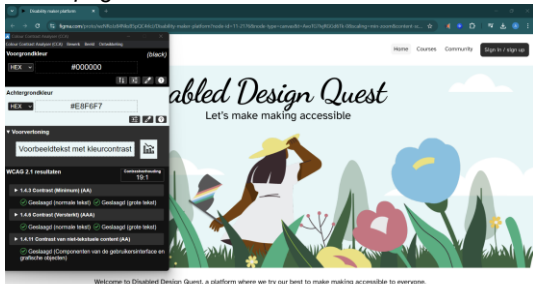 Disability maker platform
Colour Contrast Analyser (CCA)
Voorgrondkleur (black)
HEX #000000
Achtergrondkleur
HEX #E8F6F7
Voorvertoning
Voorbeeldtekst met kleurcontrast
WCAG 2.1 resultaten
Contrastverhouding
19:1
1.4.3 Contrast (Minimum) (AA)
Geslaagd (normale tekst) Geslaagd (grote tekst)
1.4.6 Contrast (Versterkt) (AAA)
Geslaagd (normale tekst) Geslaagd (grote tekst)
1.4.11 Contrast van niet-tekstuele content (AA)
Geslaagd (Componenten van de gebruikersinterface en
grafische objecten)
Home Courses Community Sign in / sign up
abled Design Quest
Let's make making accessible
Welcome to Disabled Design Quest, a platform where we try our best to make making accessible to everyone.